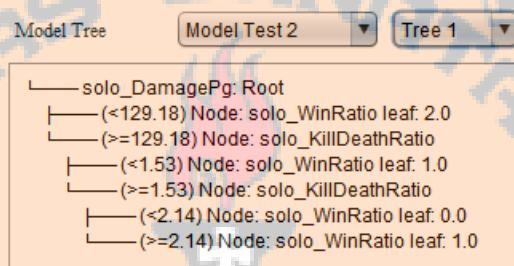 Model Tree Model Test 2 Tree 1
solo_DamagePg: Root
(<129.18) Node: solo_WinRatio leaf: 2.0
(>=129.18) Node: solo_KillDeathRatio
(<1.53) Node: solo_WinRatio leaf: 1.0
(>=1.53) Node: solo_KillDeathRatio
(<2.14) Node: solo_WinRatio leaf: 0.0
(>=2.14) Node: solo_WinRatio leaf: 1.0